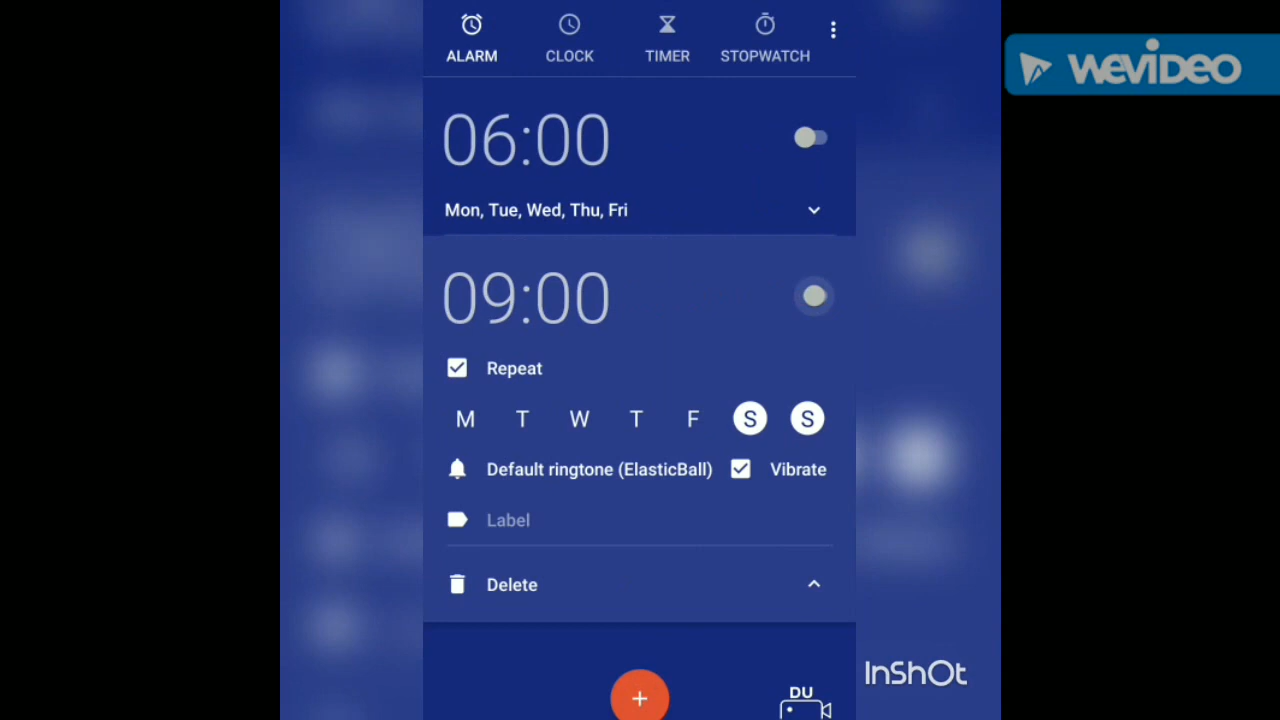 ALARM CLOCK TIMER STOPWATCH
WEVIDEO
06:00
Mon, Tue, Wed, Thu, Fri
09:00
Repeat
M T W T F S S
Default ringtone (ElasticBall) Vibrate
Label
Delete
InShOt
+
DU